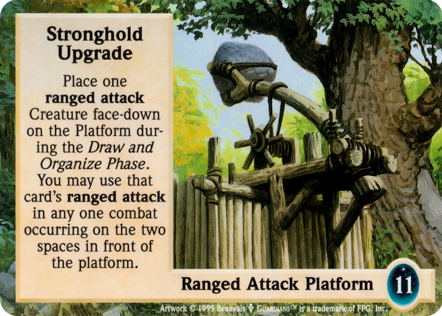 Stronghold
Upgrade
Place one
ranged attack
Creature face-down
on the Platform dur-
ing the Draw and
Organize Phase.
You may use that
card's ranged attack
in any one combat
occurring on the two
spaces in front of
the platform.
Ranged Attack Platform
11
Artwork © 1995 Beauvais ✥ Guardians™ is a trademark of FPG, Inc.